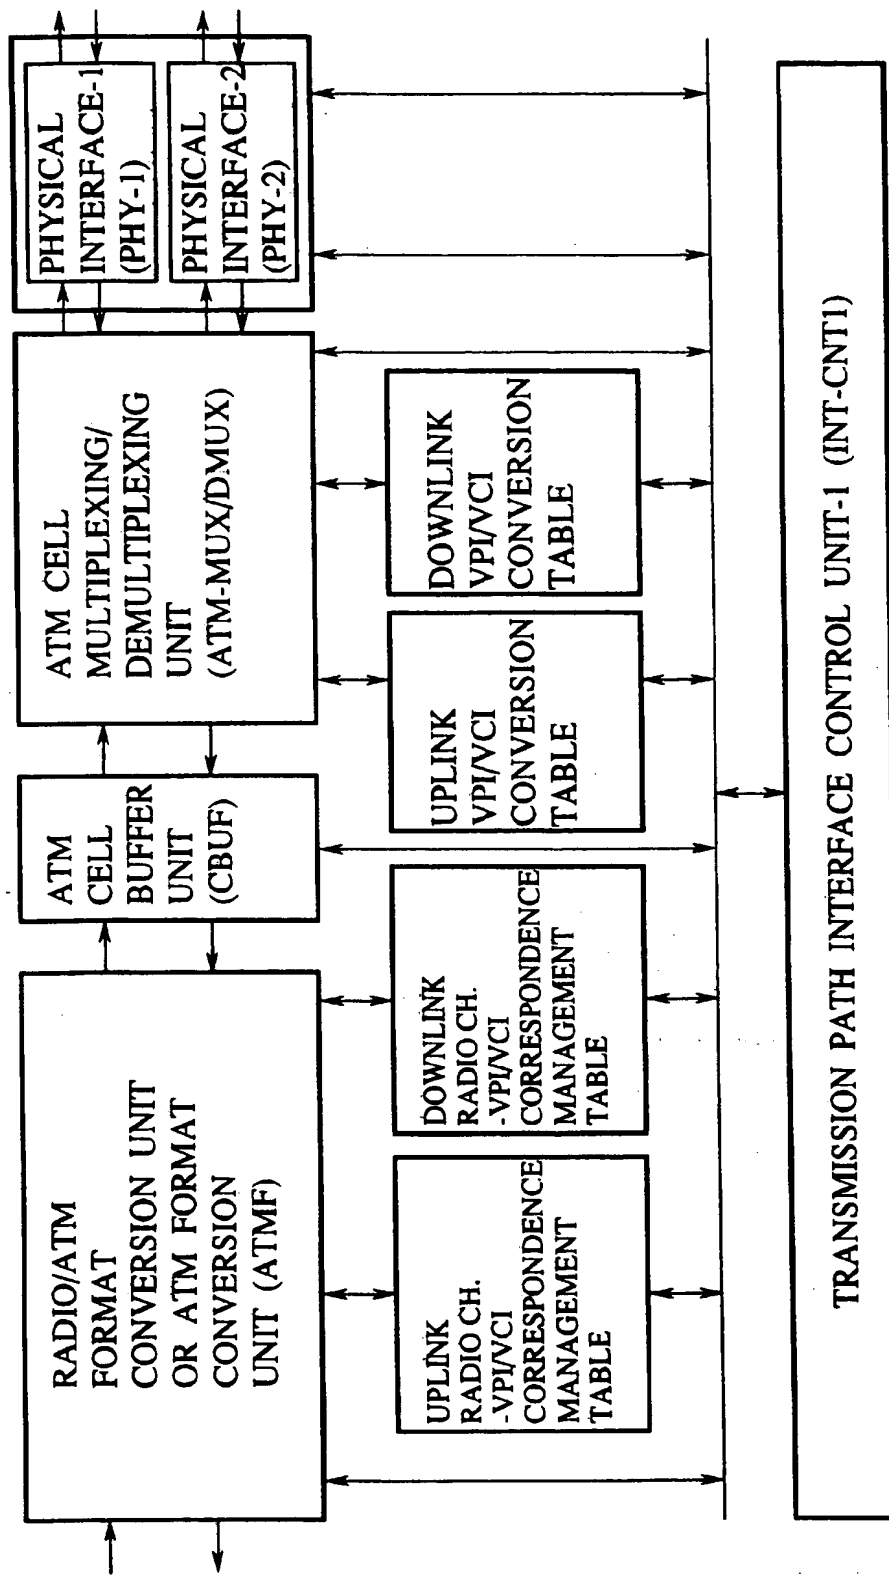 RADIO/ATM
FORMAT
CONVERSION UNIT
OR ATM FORMAT
CONVERSION
UNIT (ATMF)
ATM
CELL
BUFFER
UNIT
(CBUF)
ATM CELL
MULTIPLEXING/
DEMULTIPLEXING
UNIT
(ATM-MUX/DMUX)
PHYSICAL
INTERFACE-1
(PHY-1)
PHYSICAL
INTERFACE-2
(PHY-2)
UPLINK
RADIO CH.
-VPI/VCI
CORRESPONDENCE
MANAGEMENT
TABLE
DOWNLINK
RADIO CH.
-VPI/VCI
CORRESPONDENCE
MANAGEMENT
TABLE
UPLINK
VPI/VCI
CONVERSION
TABLE
DOWNLINK
VPI/VCI
CONVERSION
TABLE
TRANSMISSION PATH INTERFACE CONTROL UNIT-1 (INT-CNT1)